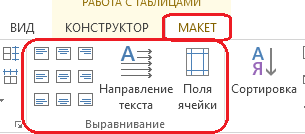 РАБОТА С ТАБЛИЦАМИ
ВИД КОНСТРУКТОР МАКЕТ
А Направление текста
Поля ячейки
А Я Сортировка
Выравнивание